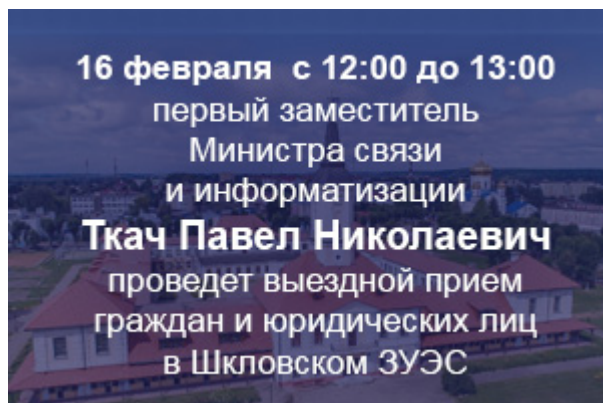 16 февраля с 12:00 до 13:00
первый заместитель
Министра связи
и информатизации
Ткач Павел Николаевич
проведет выездной прием
граждан и юридических лиц
в Шкловском ЗУЭС